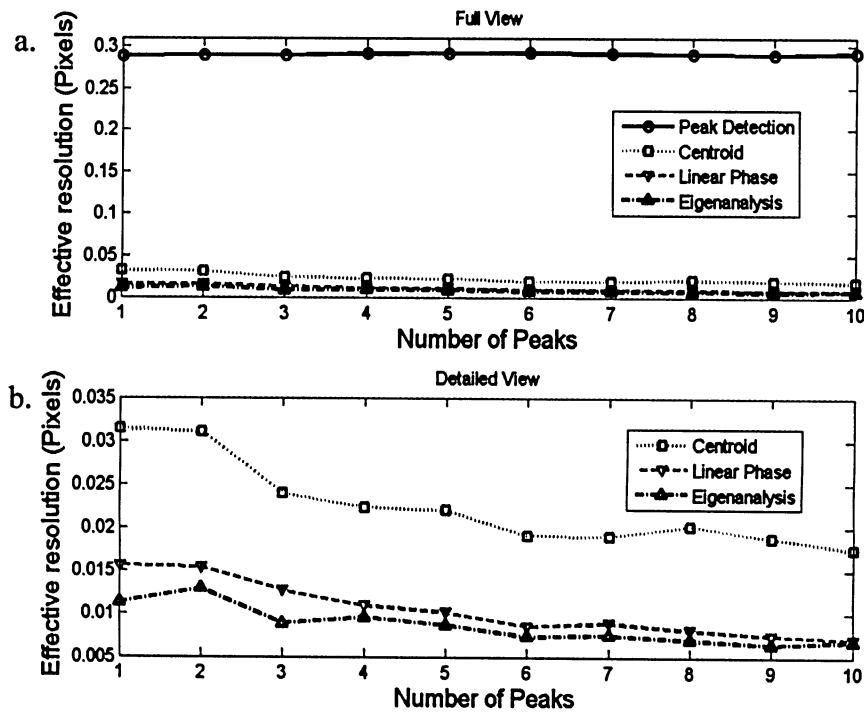 a.
Full View
Effective resolution (Pixels)
0.3
0.25
0.2
0.15
0.1
0.05
0
Peak Detection
Centroid
Linear Phase
Eigenanalysis
1 2 3 4 5 6 7 8 9 10
Number of Peaks
b.
Detailed View
Effective resolution (Pixels)
0.035
0.03
0.025
0.02
0.015
0.01
0.005
Centroid
Linear Phase
Eigenanalysis
1 2 3 4 5 6 7 8 9 10
Number of Peaks